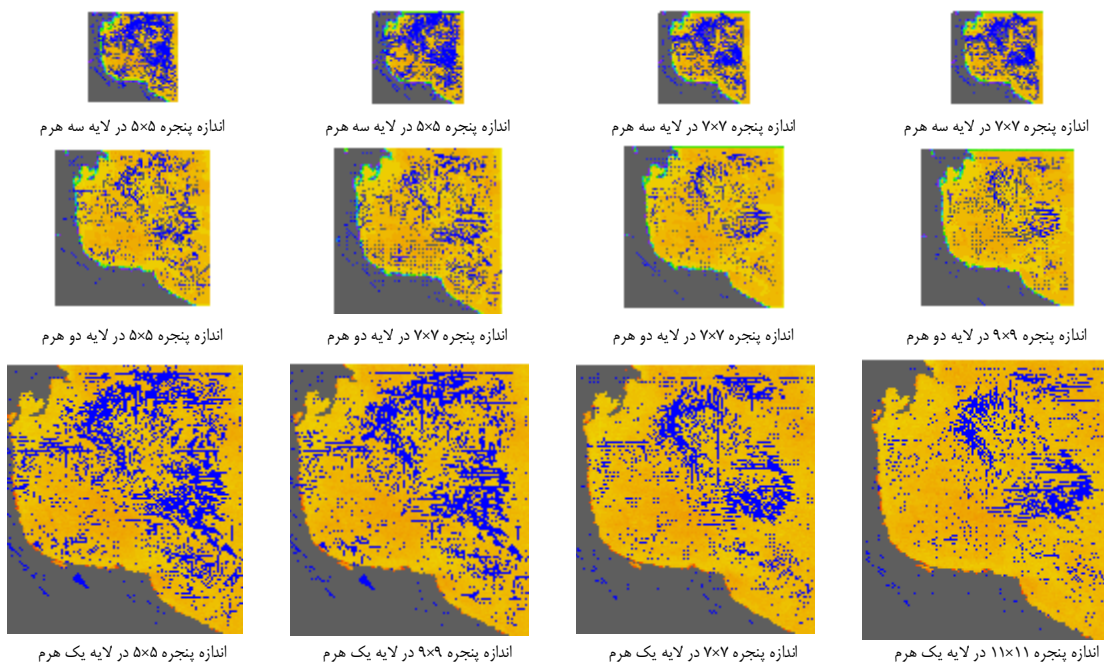 اندازه پنجره ۷×۷ در لایه سه هرم
اندازه پنجره ۷×۷ در لایه سه هرم
اندازه پنجره ۵×۵ در لایه سه هرم
اندازه پنجره ۵×۵ در لایه سه هرم
اندازه پنجره ۹×۹ در لایه دو هرم
اندازه پنجره ۷×۷ در لایه دو هرم
اندازه پنجره ۷×۷ در لایه دو هرم
اندازه پنجره ۵×۵ در لایه دو هرم
اندازه پنجره ۱۱×۱۱ در لایه یک هرم
اندازه پنجره ۷×۷ در لایه یک هرم
اندازه پنجره ۹×۹ در لایه یک هرم
اندازه پنجره ۵×۵ در لایه یک هرم